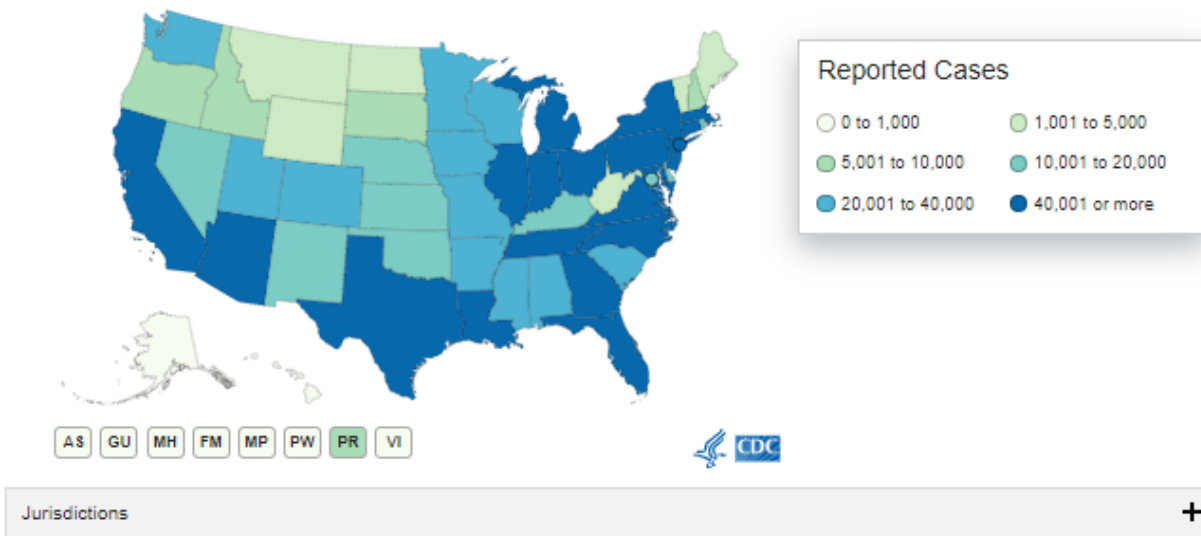 Reported Cases
0 to 1,000 1,001 to 5,000
5,001 to 10,000 10,001 to 20,000
20,001 to 40,000 40,001 or more
AS GU MH FM MP PW PR VI
CDC
Jurisdictions +